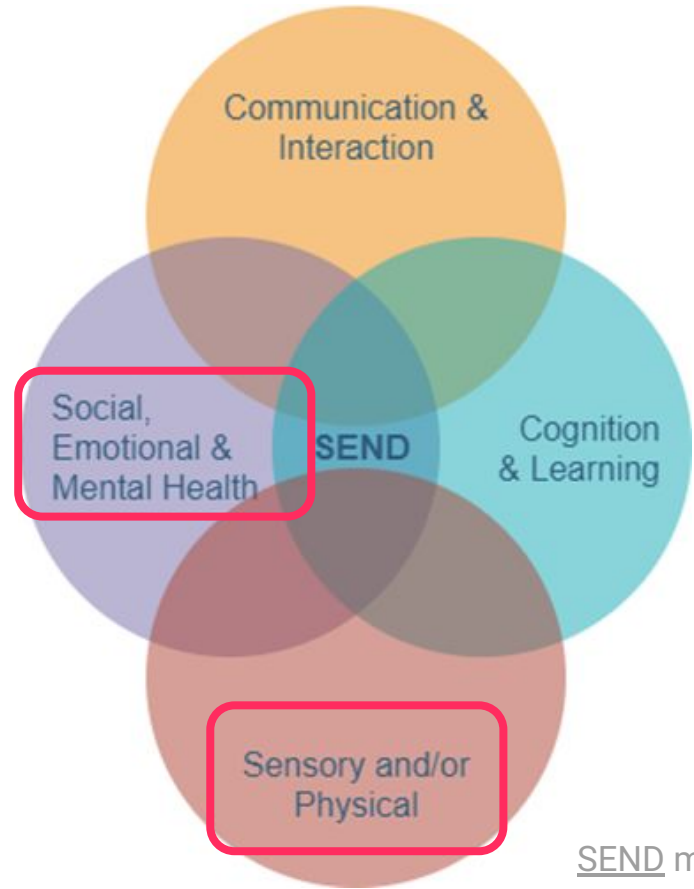 Communication &
Interaction
Social,
Emotional &
Mental Health
SEND
Cognition
& Learning
Sensory and/or
Physical
SEND